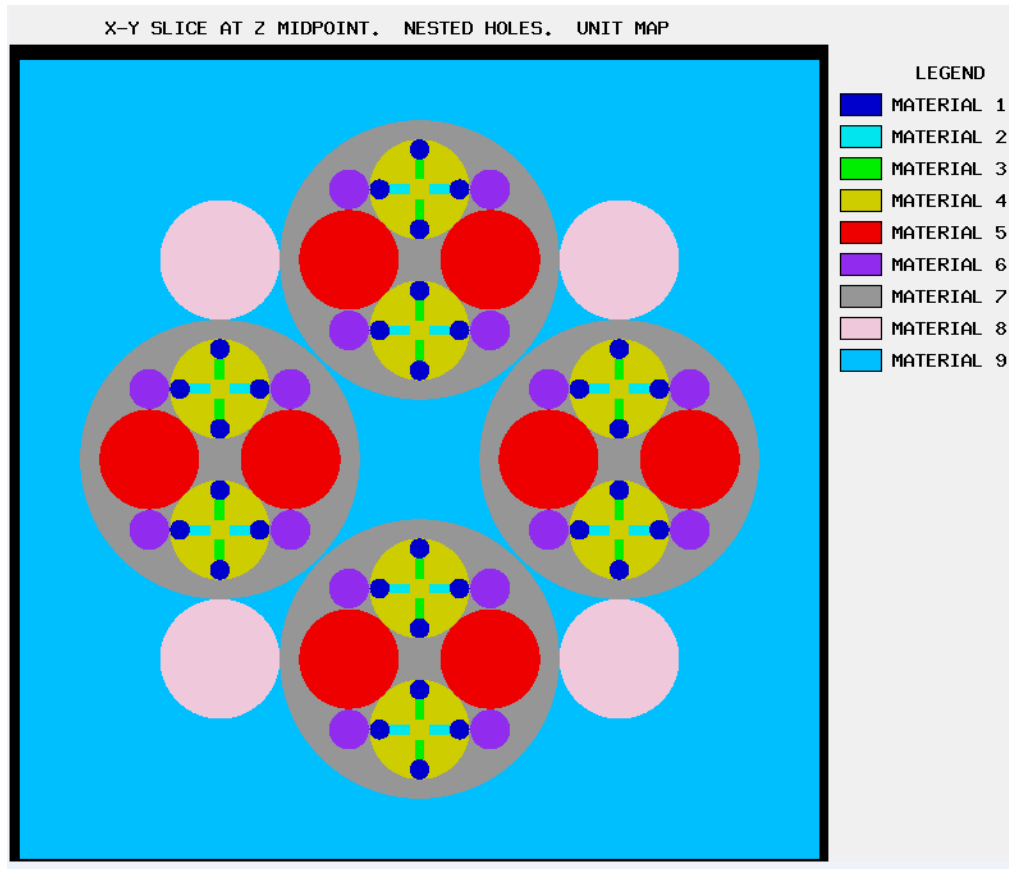 X-Y SLICE AT Z MIDPOINT.  NESTED HOLES.  UNIT MAP
LEGEND
MATERIAL 1
MATERIAL 2
MATERIAL 3
MATERIAL 4
MATERIAL 5
MATERIAL 6
MATERIAL 7
MATERIAL 8
MATERIAL 9